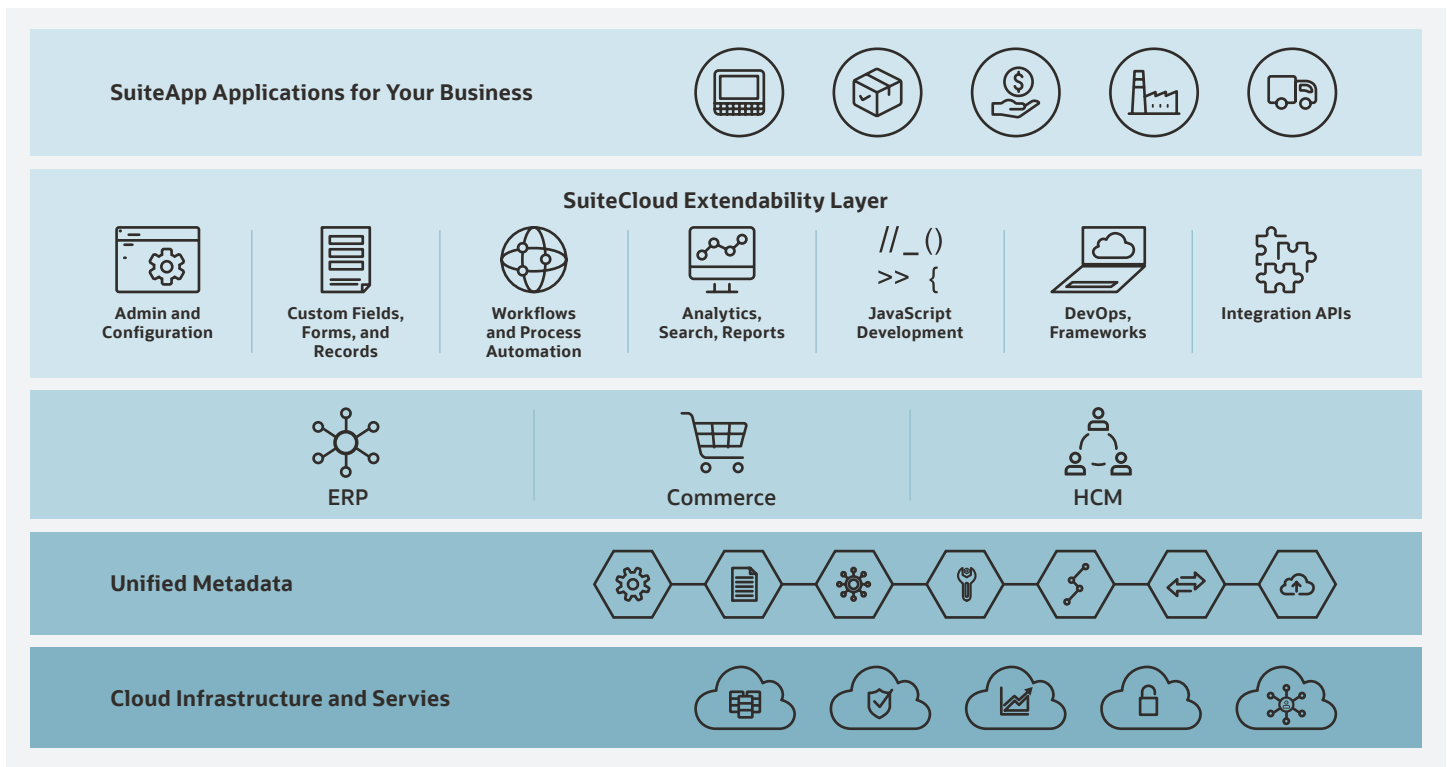 SuiteApp Applications for Your Business
$
SuiteCloud Extendability Layer
//_ ()
>> {
Admin and
Configuration
Custom Fields,
Forms, and
Records
Workflows
and Process
Automation
Analytics,
Search, Reports
JavaScript
Development
DevOps,
Frameworks
Integration APIs
ERP
Commerce
HCM
Unified Metadata
Cloud Infrastructure and Servies